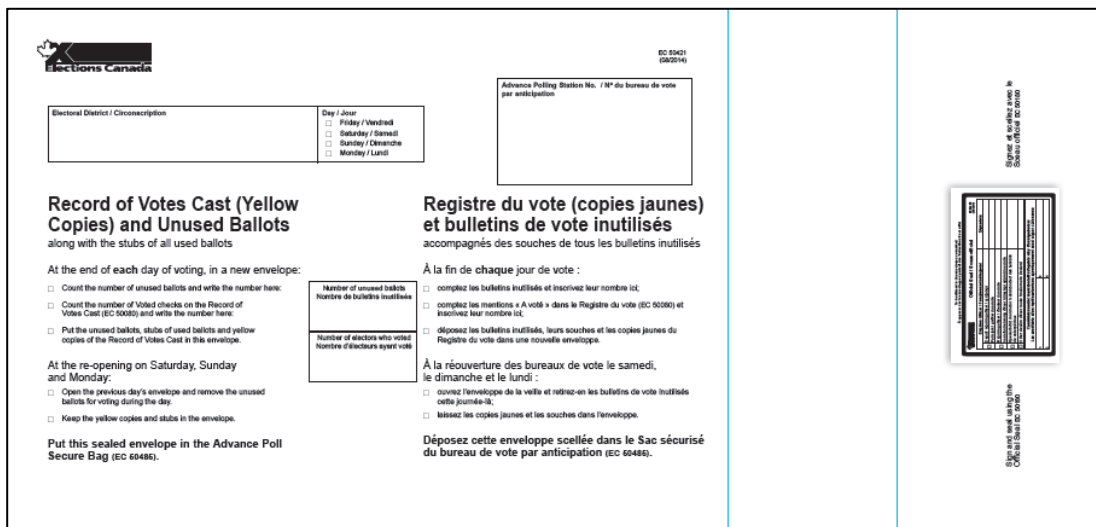 Elections Canada
EC 50421
(08/2014)
Advance Polling Station No. / Nº du bureau de vote
par anticipation
Electoral District / Circonscription
Day / Jour
□ Friday / Vendredi
□ Saturday / Samedi
□ Sunday / Dimanche
□ Monday / Lundi
Record of Votes Cast (Yellow
Copies) and Unused Ballots
along with the stubs of all used ballots
At the end of each day of voting, in a new envelope:
□ Count the number of unused ballots and write the number here:
□ Count the number of Voted checks on the Record of
Votes Cast (EC 50080) and write the number here:
□ Put the unused ballots, stubs of used ballots and yellow
copies of the Record of Votes Cast in this envelope.
At the re-opening on Saturday, Sunday
and Monday:
□ Open the previous day's envelope and remove the unused
ballots for voting during the day.
□ Keep the yellow copies and stubs in the envelope.
Put this sealed envelope in the Advance Poll
Secure Bag (EC 50485).
Number of unused ballots
Nombre de bulletins inutilisés
Number of electors who voted
Nombre d'électeurs ayant voté
Registre du vote (copies jaunes)
et bulletins de vote inutilisés
accompagnés des souches de tous les bulletins inutilisés
À la fin de chaque jour de vote :
□ comptez les bulletins inutilisés et inscrivez leur nombre ici;
□ comptez les mentions « A voté » dans le Registre du vote (EC 50080) et
inscrivez leur nombre ici;
□ déposez les bulletins inutilisés, leurs souches et les copies jaunes du
Registre du vote dans une nouvelle enveloppe.
À la réouverture des bureaux de vote le samedi,
le dimanche et le lundi :
□ ouvrez l'enveloppe de la veille et retirez-en les bulletins de vote inutilisés
cette journée-là;
□ laissez les copies jaunes et les souches dans l'enveloppe.
Déposez cette enveloppe scellée dans le Sac sécurisé
du bureau de vote par anticipation (EC 50485).
Signez et scellez avec le
Sceau officiel EC 50180
Sign and seal using the
Official Seal EC 50180